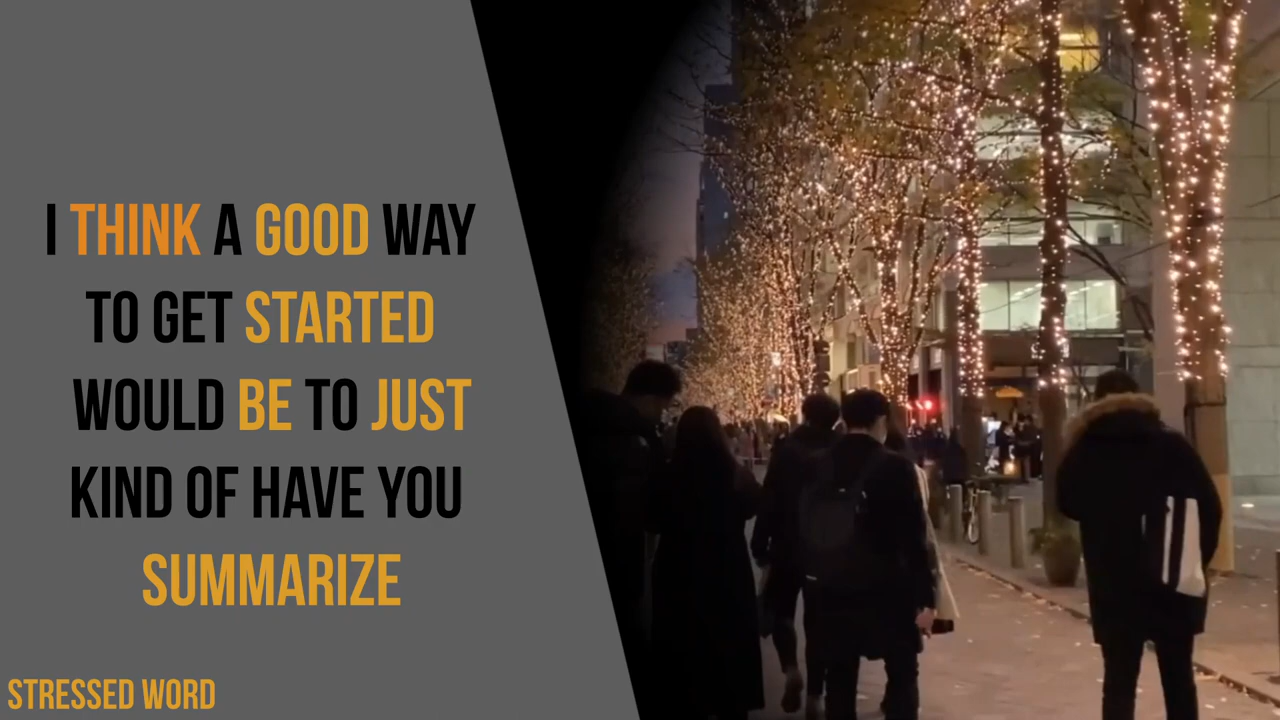 I THINK A GOOD WAY
TO GET STARTED
WOULD BE TO JUST
KIND OF HAVE YOU
SUMMARIZE
STRESSED WORD